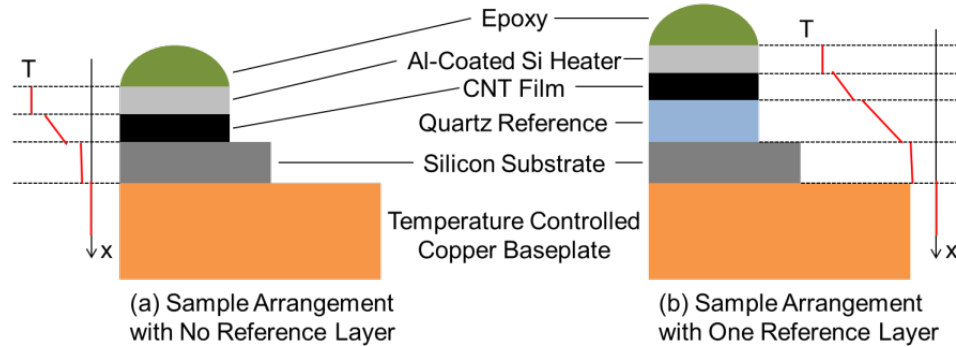 Epoxy
T
Al-Coated Si Heater
T
CNT Film
Quartz Reference
Silicon Substrate
Temperature Controlled
Copper Baseplate
x
x
(a) Sample Arrangement
with No Reference Layer
(b) Sample Arrangement
with One Reference Layer